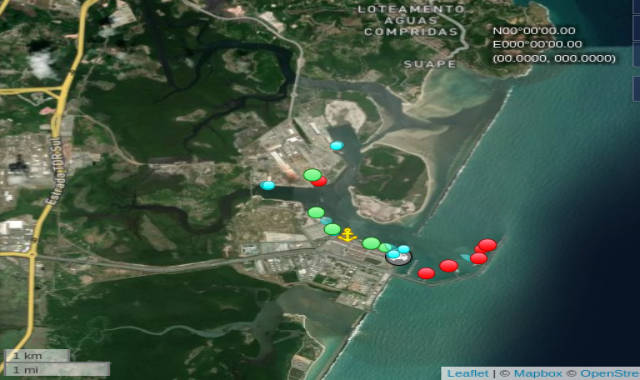 LOTEAMENTO
AGUAS
COMPRIDAS
N00°00'00.00
E000°00'00.00
(00.0000, 000.0000)
SUAPE
Estrada TDR Sul
1 km
1 mi
Leaflet | © Mapbox © OpenStre